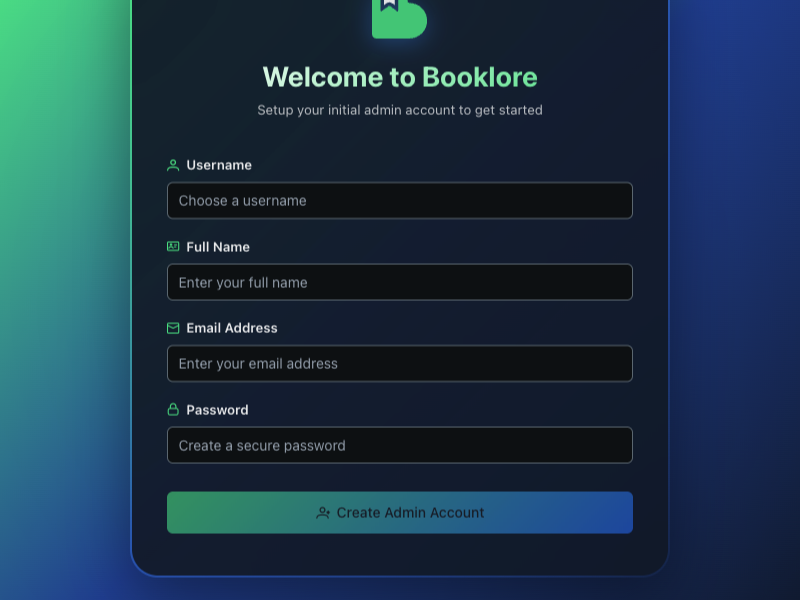 Welcome to Booklore
Setup your initial admin account to get started
Username
Choose a username
Full Name
Enter your full name
Email Address
Enter your email address
Password
Create a secure password
Create Admin Account